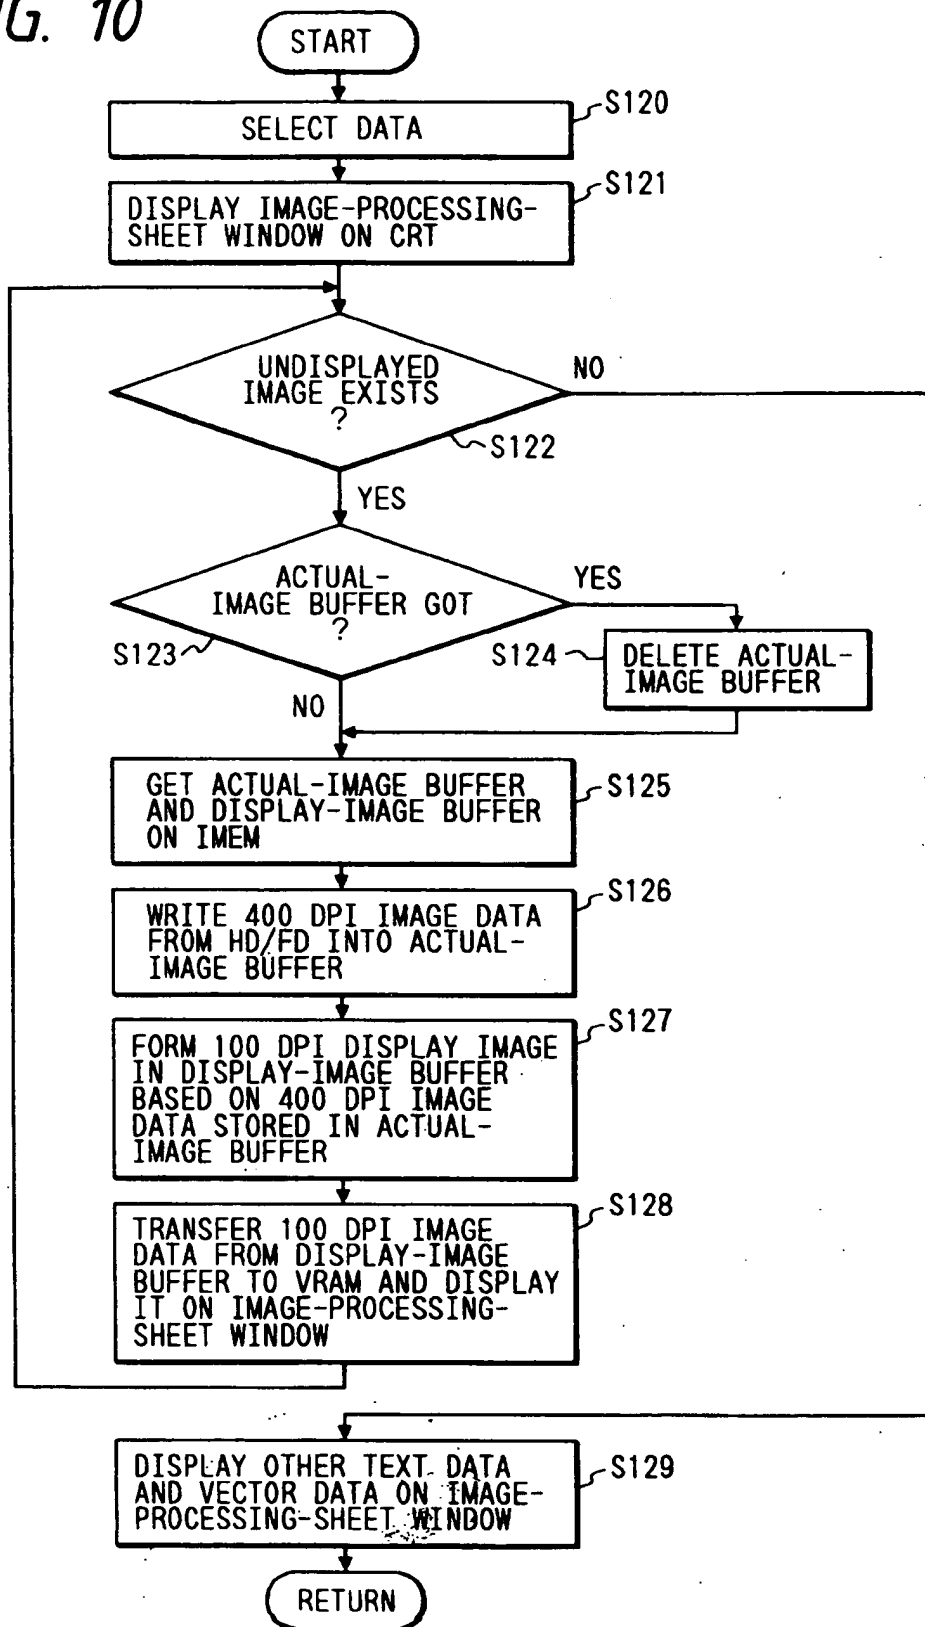 G. 10
START
SELECT DATA
S120
DISPLAY IMAGE-PROCESSING-
SHEET WINDOW ON CRT
S121
UNDISPLAYED
IMAGE EXISTS
?
NO
S122
YES
ACTUAL-
IMAGE BUFFER GOT
?
YES
S123
S124
DELETE ACTUAL-
IMAGE BUFFER
NO
GET ACTUAL-IMAGE BUFFER
AND DISPLAY-IMAGE BUFFER
ON IMEM
S125
WRITE 400 DPI IMAGE DATA
FROM HD/FD INTO ACTUAL-
IMAGE BUFFER
S126
FORM 100 DPI DISPLAY IMAGE
IN DISPLAY-IMAGE BUFFER
BASED ON 400 DPI IMAGE
DATA STORED IN ACTUAL-
IMAGE BUFFER
S127
TRANSFER 100 DPI IMAGE
DATA FROM DISPLAY-IMAGE
BUFFER TO VRAM AND DISPLAY
IT ON IMAGE-PROCESSING-
SHEET WINDOW
S128
DISPLAY OTHER TEXT DATA
AND VECTOR DATA ON IMAGE-
PROCESSING-SHEET WINDOW
S129
RETURN